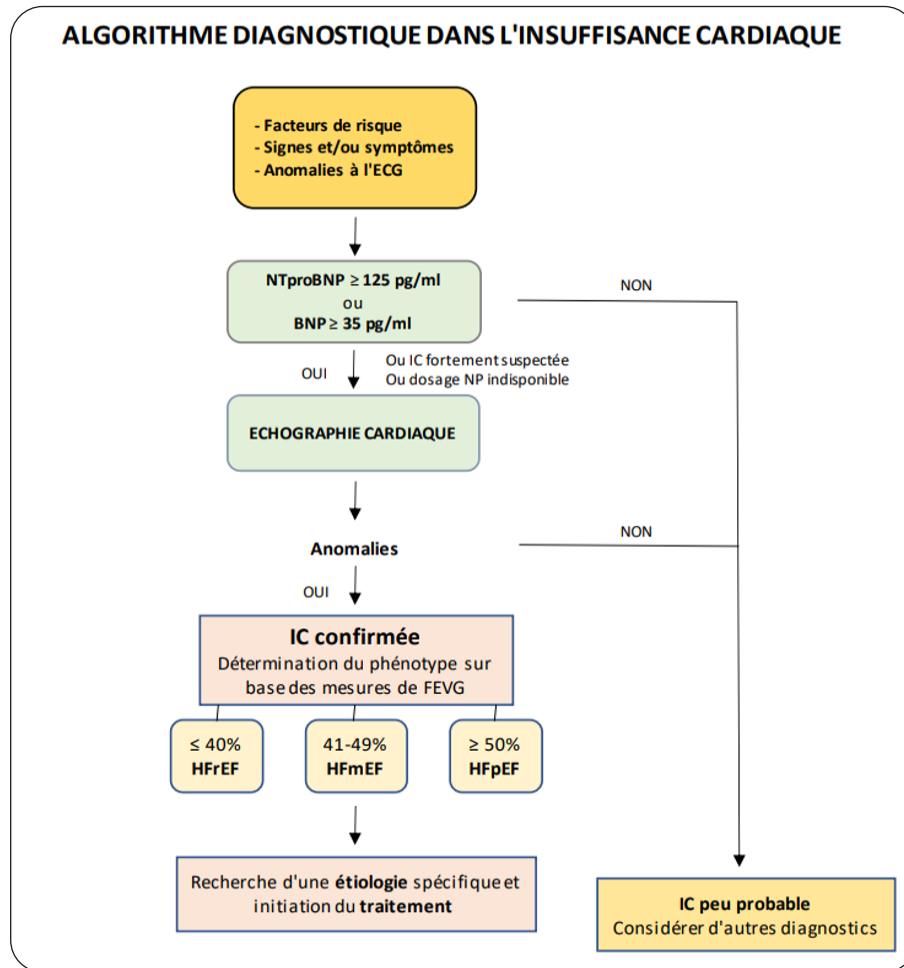 ALGORITHME DIAGNOSTIQUE DANS L'INSUFFISANCE CARDIAQUE
- Facteurs de risque
- Signes et/ou symptômes
- Anomalies à l'ECG
NTproBNP ≥ 125 pg/ml
ou
BNP ≥ 35 pg/ml
NON
OUI
Ou IC fortement suspectée
Ou dosage NP indisponible
ECHOGRAPHIE CARDIAQUE
Anomalies
NON
OUI
IC confirmée
Détermination du phénotype sur
base des mesures de FEVG
≤ 40%
HFrEF
41-49%
HFmEF
≥ 50%
HFpEF
Recherche d'une étiologie spécifique et
initiation du traitement
IC peu probable
Considérer d'autres diagnostics